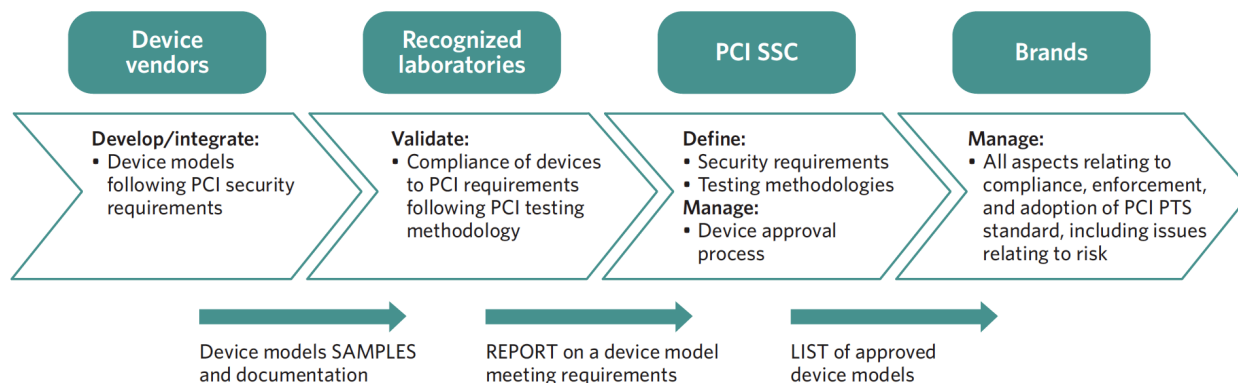 Device
vendors
Recognized
laboratories
PCI SSC
Brands
Develop/integrate:
▪ Device models
following PCI security
requirements
Validate:
▪ Compliance of devices
to PCI requirements
following PCI testing
methodology
Define:
▪ Security requirements
▪ Testing methodologies
Manage:
▪ Device approval
process
Manage:
▪ All aspects relating to
compliance, enforcement,
and adoption of PCI PTS
standard, including issues
relating to risk
Device models SAMPLES
and documentation
REPORT on a device model
meeting requirements
LIST of approved
device models